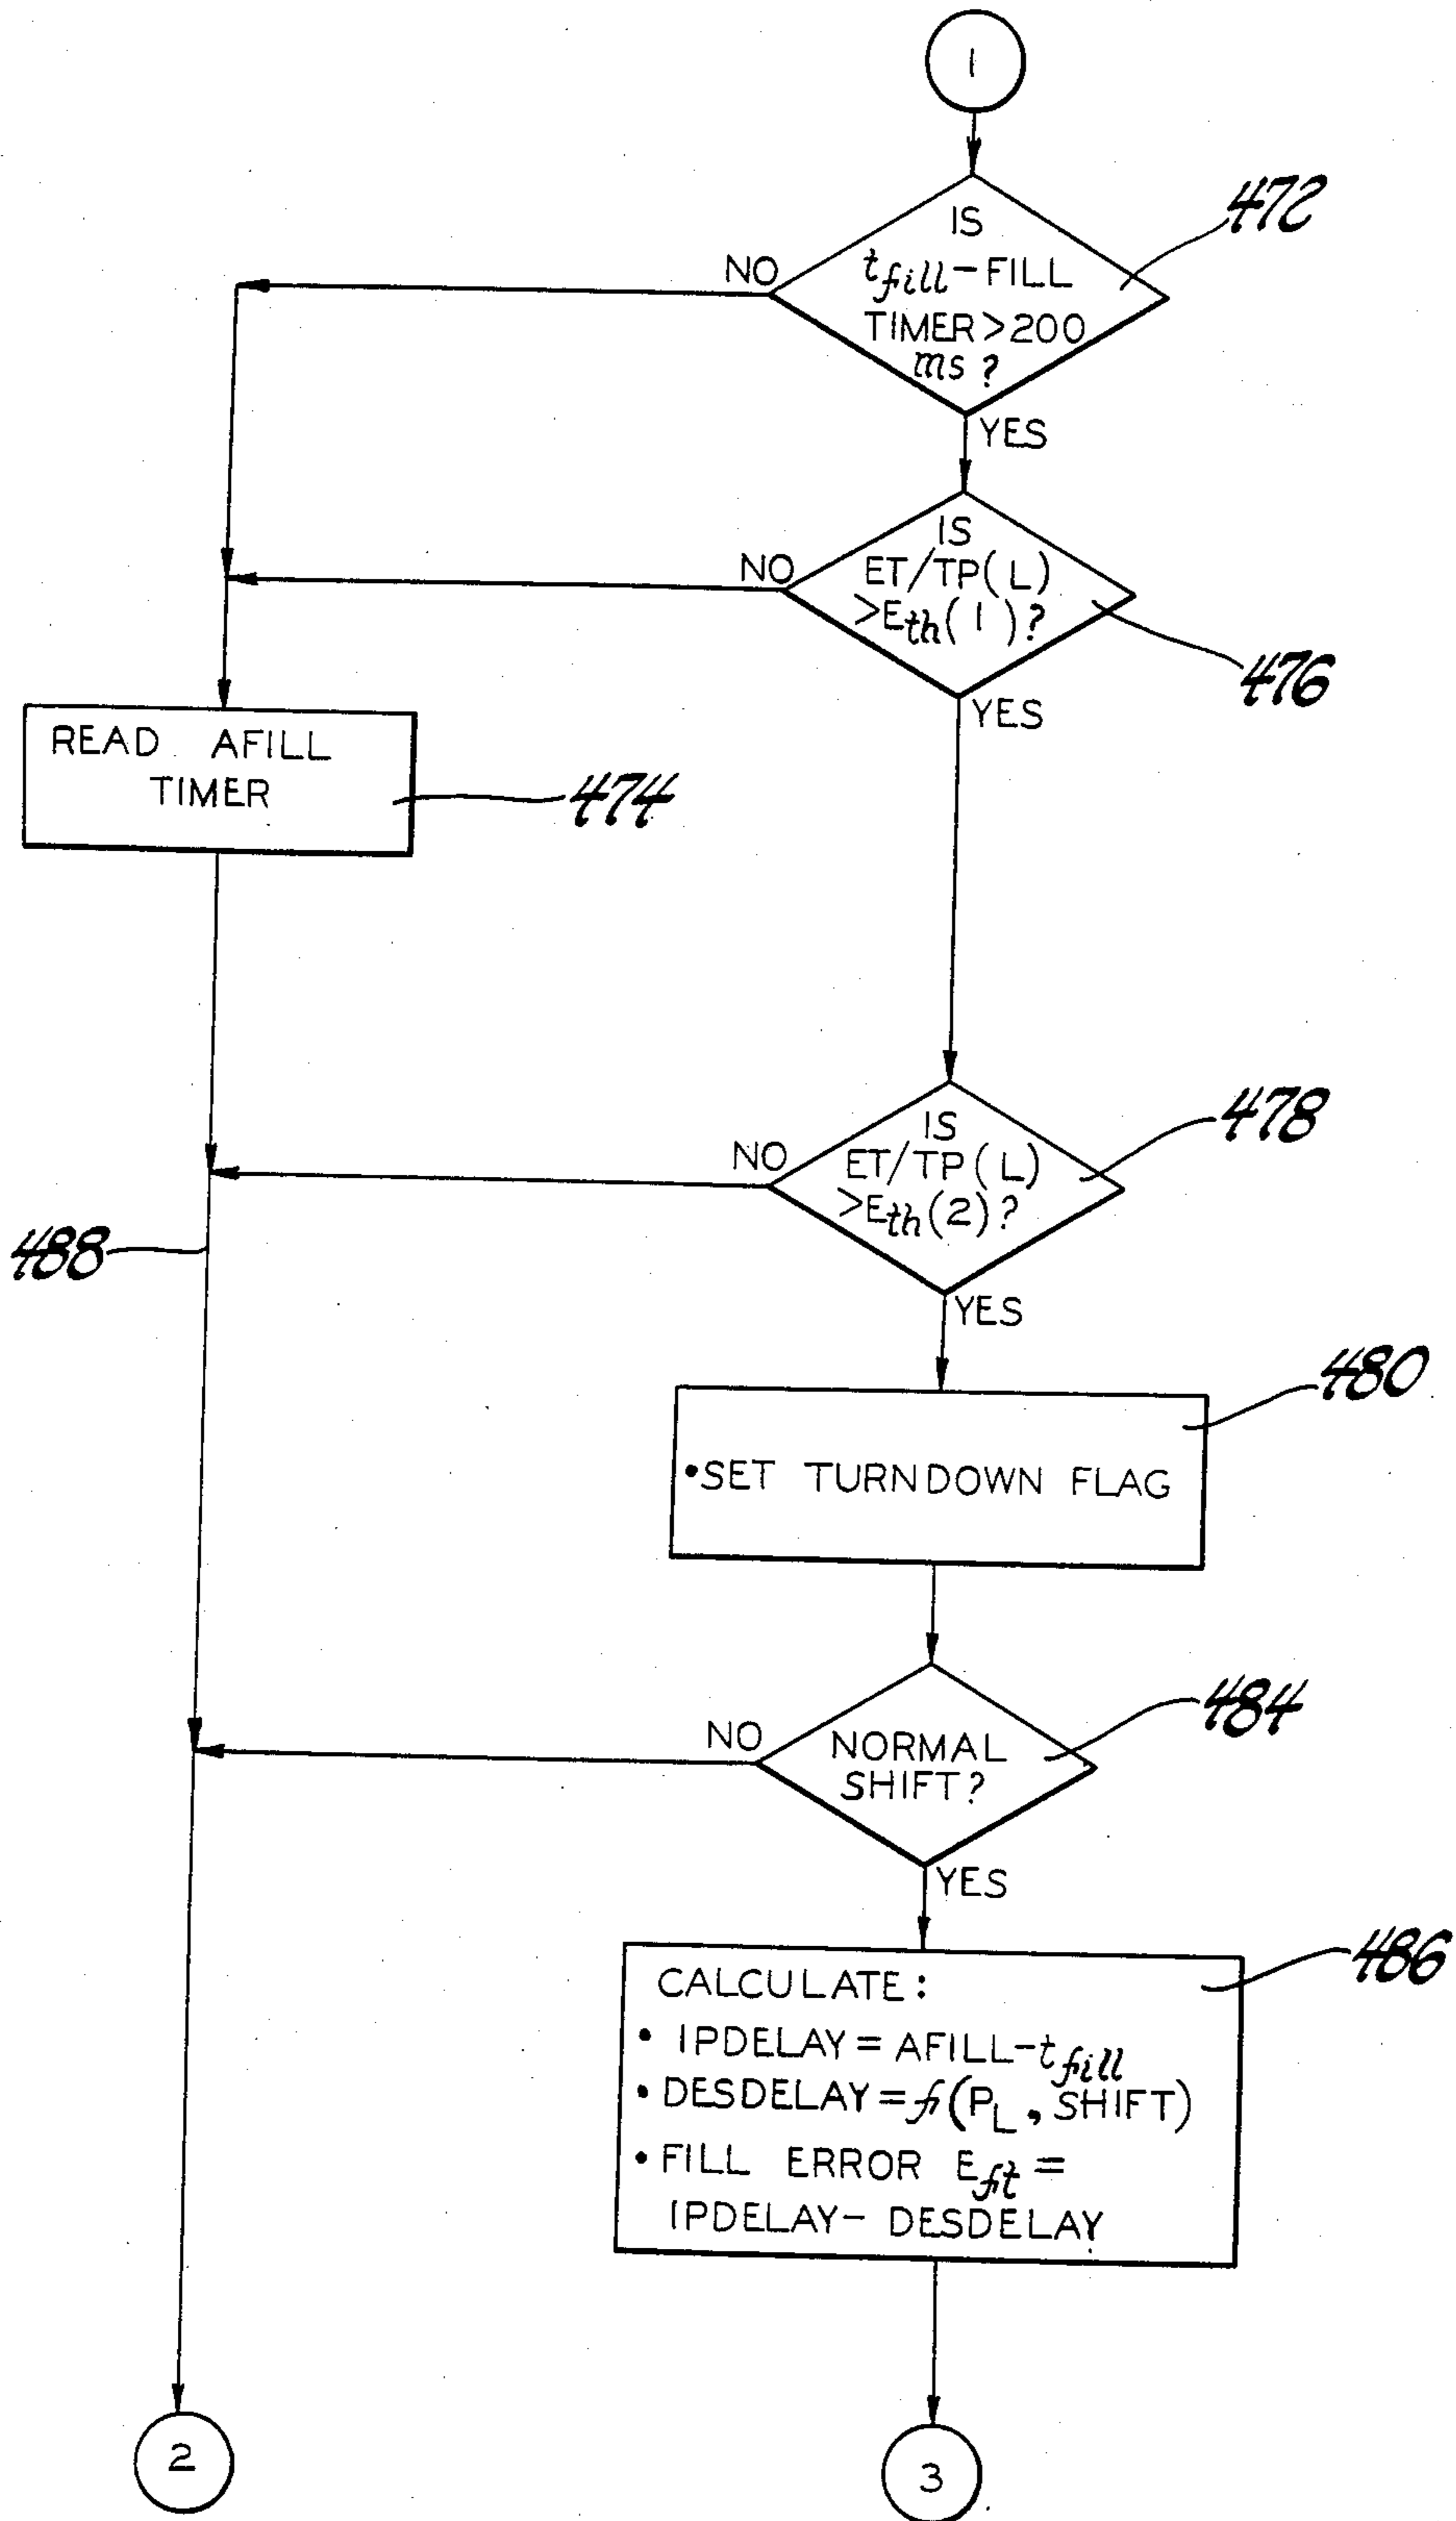 1
IS
t_fill-FILL
TIMER>200
ms?
472
NO
YES
IS
ET/TP(L)
>E_th(1)?
NO
476
YES
READ AFILL
TIMER
474
IS
ET/TP(L)
>E_th(2)?
NO
478
488
YES
480
•SET TURNDOWN FLAG
484
NO
NORMAL
SHIFT?
YES
486
CALCULATE:
• IPDELAY=AFILL-t_fill
• DESDELAY=f(P_L, SHIFT)
• FILL ERROR E_ft=
IPDELAY- DESDELAY
2
3